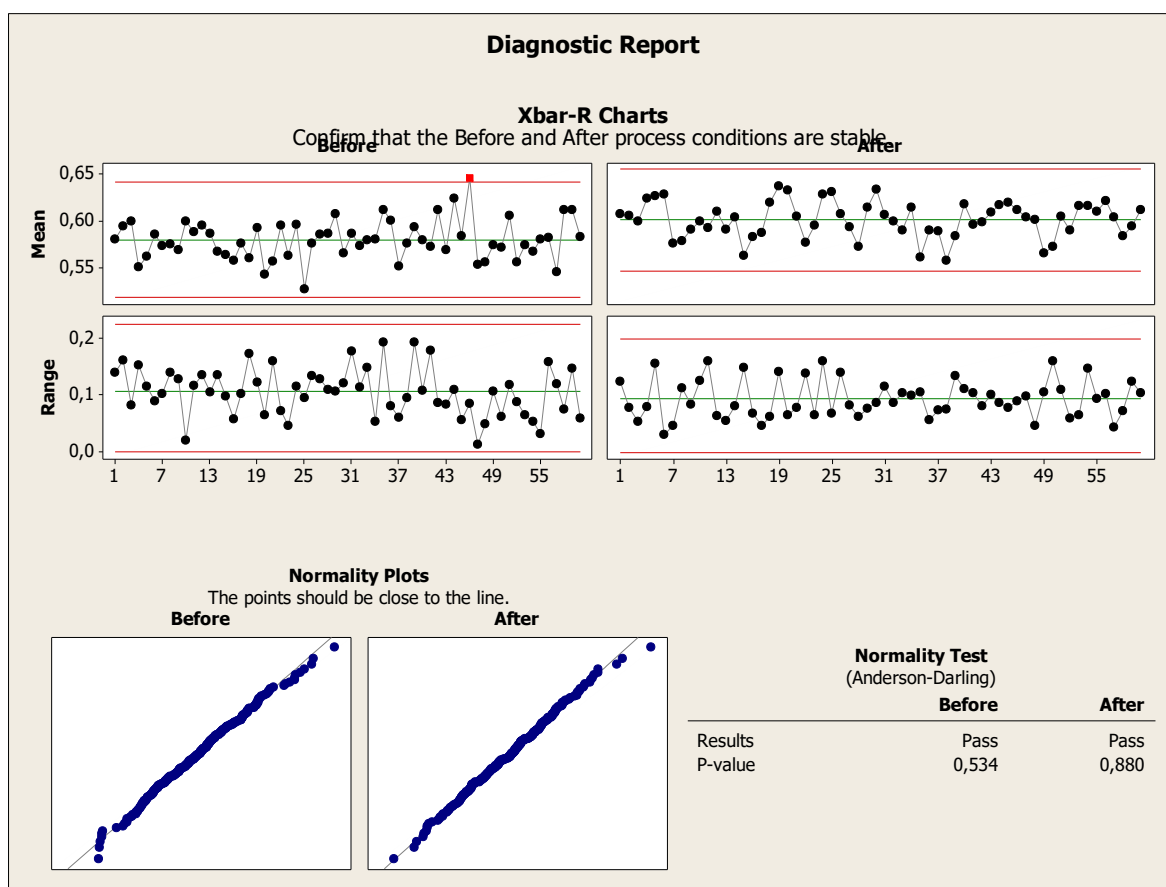 Diagnostic Report
Xbar-R Charts
Confirm that the Before and After process conditions are stable.
Before After
0,65
0,60
0,55
Mean
0,2
0,1
0,0
Range
1 7 13 19 25 31 37 43 49 55 1 7 13 19 25 31 37 43 49 55
Normality Plots
The points should be close to the line.
Before After
Normality Test
(Anderson-Darling)
Before After
Results Pass Pass
P-value 0,534 0,880